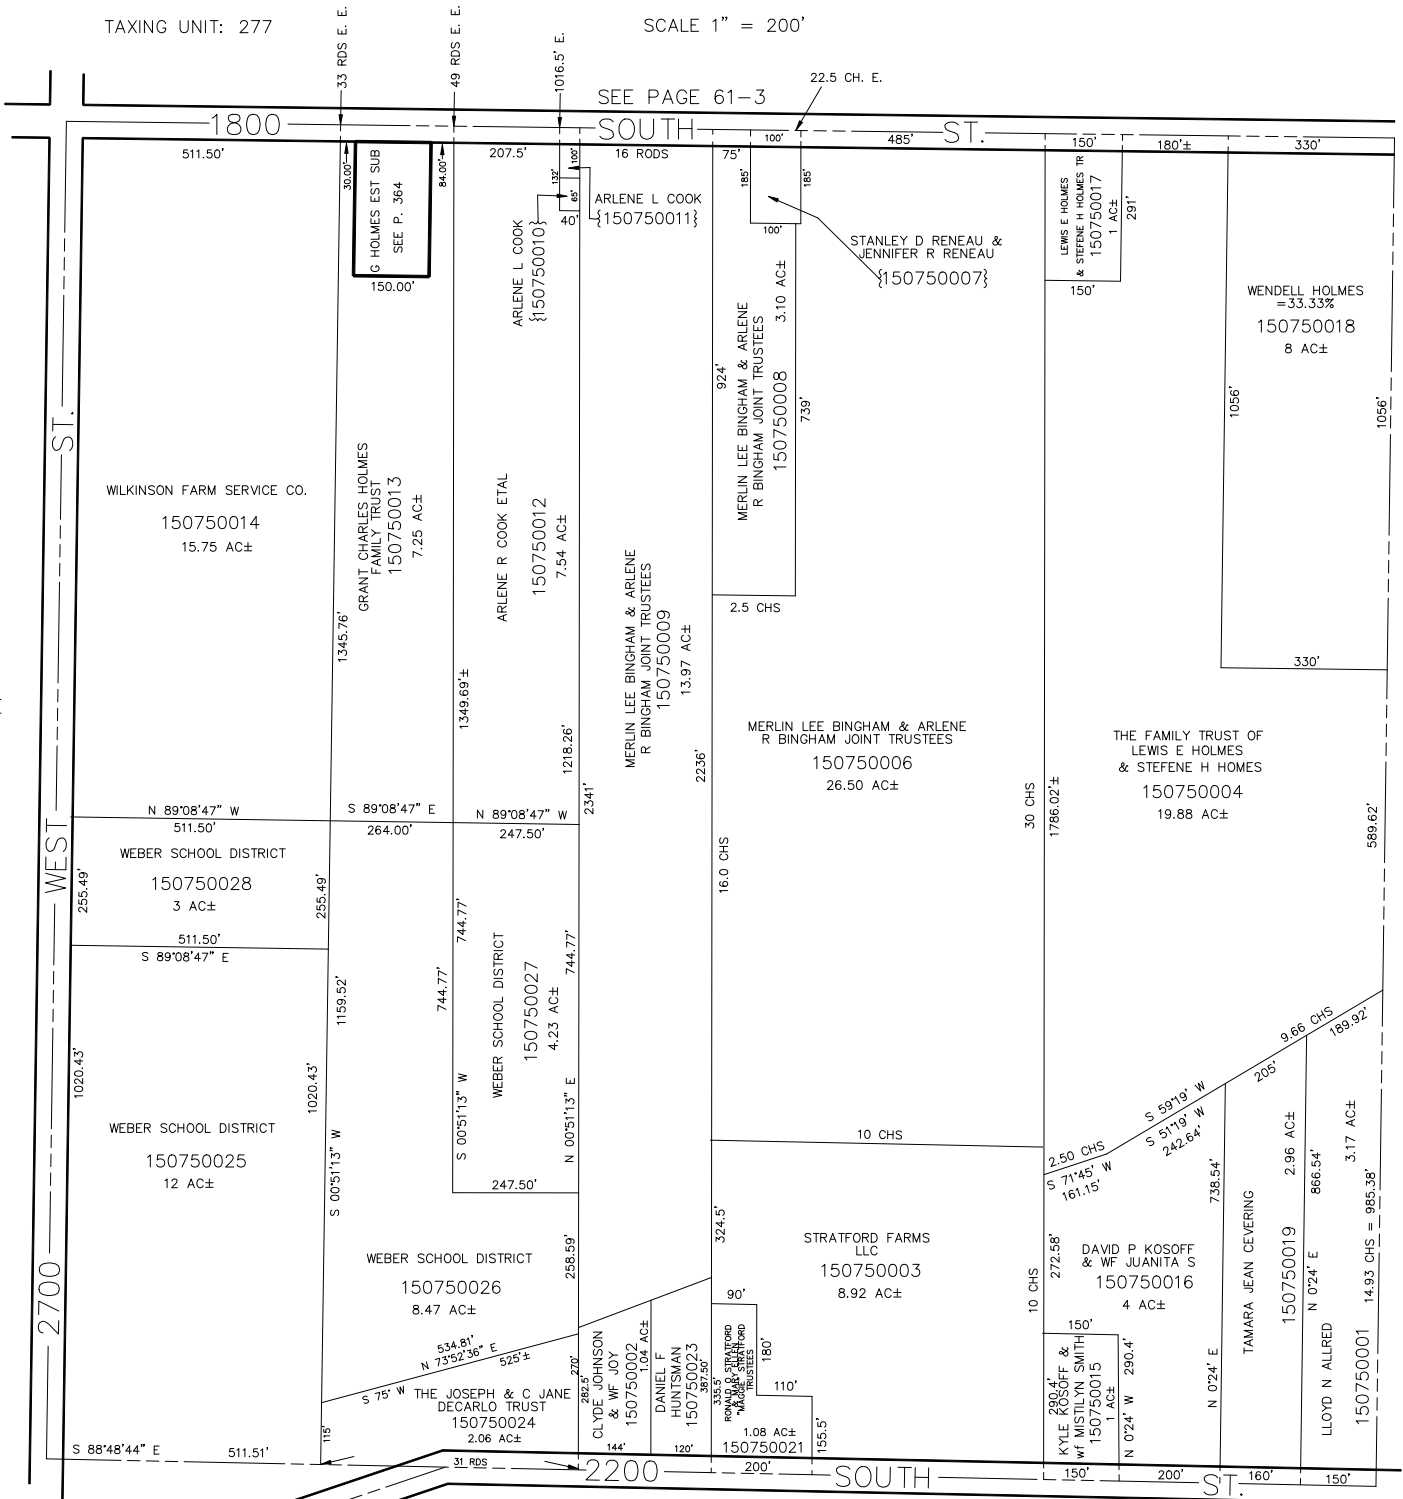 TAXING UNIT: 277
SCALE 1" = 200'
33 RDS E. E.
49 RDS E. E.
1016.5' E.
22.5 CH. E.
SEE PAGE 61-3
1800 SOUTH ST.
511.50'
30.00'
G HOLMES EST SUB
SEE P. 364
150.00'
84.00'
207.5'
100'
132'
65'
40'
16 RODS
75'
100'
185'
185'
100'
485'
150'
180'±
330'
ARLENE L COOK
{150750011}
ARLENE L COOK
{150750010}
STANLEY D RENEAU &
JENNIFER R RENEAU
{150750007}
LEWIS E HOLMES
& STEFENE H HOLMES TR
150750017
1 AC±
291'
150'
WENDELL HOLMES
=33.33%
150750018
8 AC±
1056'
1056'
330'
WILKINSON FARM SERVICE CO.
150750014
15.75 AC±
GRANT CHARLES HOLMES
FAMILY TRUST
150750013
7.25 AC±
1345.76'
ARLENE R COOK ETAL
150750012
7.54 AC±
1349.69'±
1218.26'
2341'
MERLIN LEE BINGHAM & ARLENE
R BINGHAM JOINT TRUSTEES
150750009
13.97 AC±
924'
2236'
16.0 CHS
MERLIN LEE BINGHAM & ARLENE
R BINGHAM JOINT TRUSTEES
150750008
3.10 AC±
739'
2.5 CHS
MERLIN LEE BINGHAM & ARLENE
R BINGHAM JOINT TRUSTEES
150750006
26.50 AC±
30 CHS
1786.02'±
THE FAMILY TRUST OF
LEWIS E HOLMES
& STEFENE H HOMES
150750004
19.88 AC±
589.62'
WEST ST.
2700
N 89°08'47" W
511.50'
S 89°08'47" E
264.00'
N 89°08'47" W
247.50'
WEBER SCHOOL DISTRICT
150750028
3 AC±
255.49'
255.49'
511.50'
S 89°08'47" E
WEBER SCHOOL DISTRICT
150750025
12 AC±
1020.43'
1020.43'
1159.52'
S 00°51'13" W
744.77'
744.77'
S 00°51'13" W
WEBER SCHOOL DISTRICT
150750027
4.23 AC±
744.77'
N 00°51'13" E
247.50'
WEBER SCHOOL DISTRICT
150750026
8.47 AC±
258.59'
534.81'
N 73°52'36" E
525'±
S 75° W
THE JOSEPH & C JANE
DECARLO TRUST
150750024
2.06 AC±
115'
270'
S 88°48'44" E
511.51'
31 RDS
282.5'
CLYDE JOHNSON
& WF JOY
150750002
1.04 AC±
144'
DANIEL F
HUNTSMAN
150750023
387.50'
120'
324.5'
10 CHS
STRATFORD FARMS
LLC
150750003
8.92 AC±
10 CHS
90'
335.5'
RONALD O STRATFORD
TRUSTEES
180'
110'
1.08 AC±
150750021
155.5'
200'
2.50 CHS
S 71°45' W
161.15'
S 59°19' W
S 51°19' W
242.64'
9.66 CHS
205'
189.92'
272.58'
DAVID P KOSOFF
& WF JUANITA S
150750016
4 AC±
738.54'
N 0°24' E
150'
290.4'
KYLE KOSOFF &
wf MISTILYN SMITH
150750015
1 AC±
290.4'
N 0°24' W
TAMARA JEAN CEVERING
150750019
2.96 AC±
866.54'
N 0°24' E
LLOYD N ALLRED
150750001
3.17 AC±
14.93 CHS = 985.38'
2200 SOUTH ST.
150'
200'
160'
150'